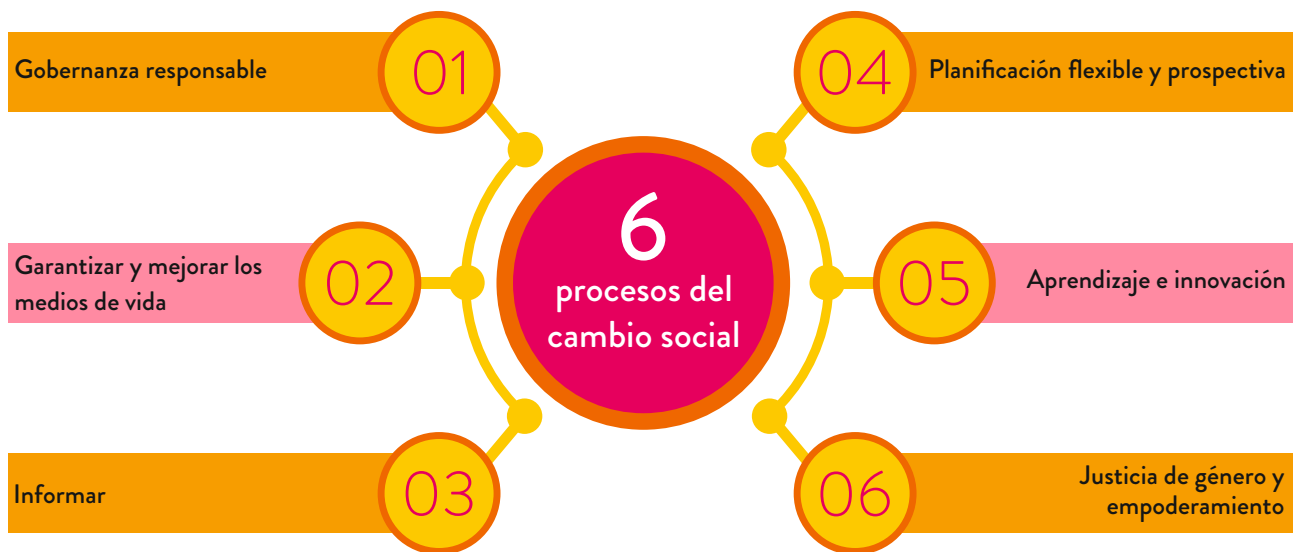 6
procesos del
cambio social
01
Gobernanza responsable
02
Garantizar y mejorar los
medios de vida
03
Informar
04
Planificación flexible y prospectiva
05
Aprendizaje e innovación
06
Justicia de género y
empoderamiento